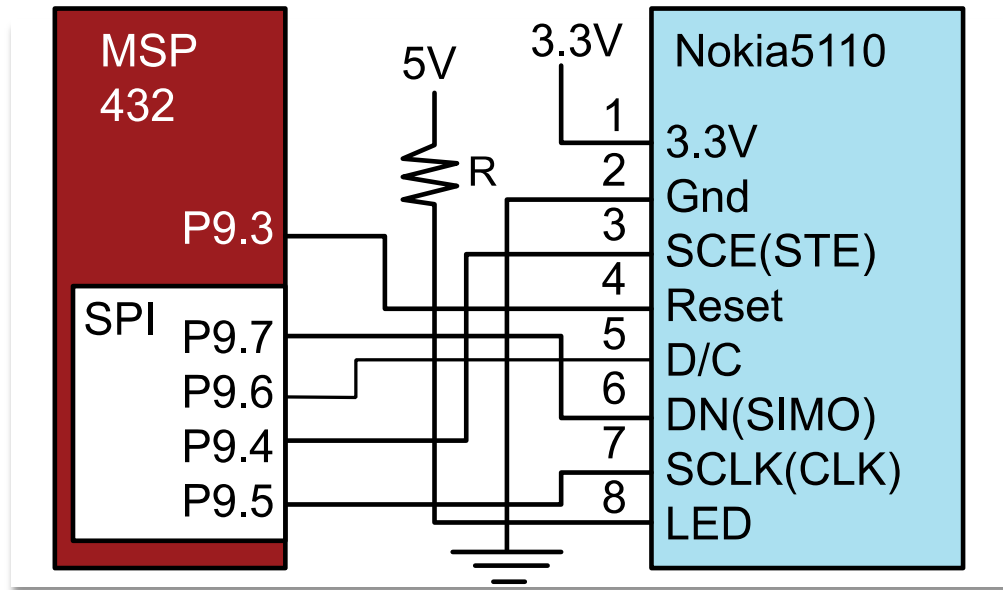 MSP
432
P9.3
SPI
P9.7
P9.6
P9.4
P9.5
5V
R
3.3V
1
2
3
4
5
6
7
8
Nokia5110
3.3V
Gnd
SCE(STE)
Reset
D/C
DN(SIMO)
SCLK(CLK)
LED